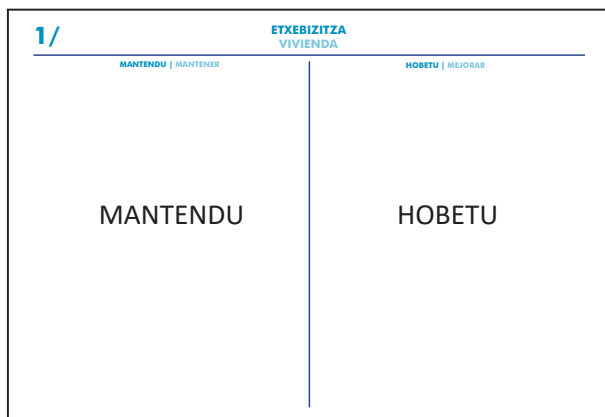 1/
ETXEBIZITZA
VIVIENDA
MANTENDU | MANTENER
HOBETU | MEJORAR
MANTENDU
HOBETU